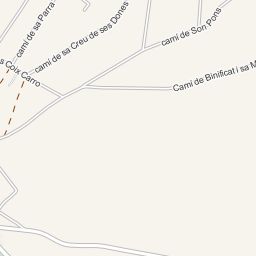 camí de sa Parra
camí de sa Creu de ses Dones
camí de Son Pons
Coix Carro
Camí de Binificat i sa